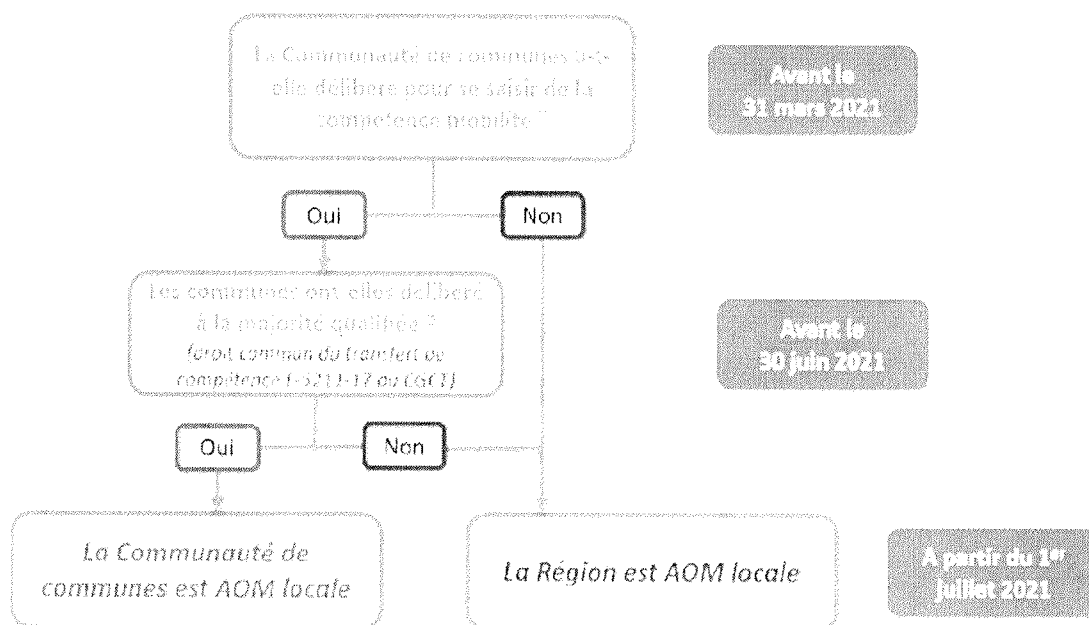 La Communauté de communes a-t-
elle délibéré pour se saisir de la
compétence mobilité ?
Avant le
31 mars 2021
Oui
Non
Les communes ont elles délibéré
à la majorité qualifiée ?
(droit commun du transfert de
compétence L-5211-17 du CGCT)
Avant le
30 juin 2021
Oui
Non
La Communauté de
communes est AOM locale
La Région est AOM locale
A partir du 1er
juillet 2021